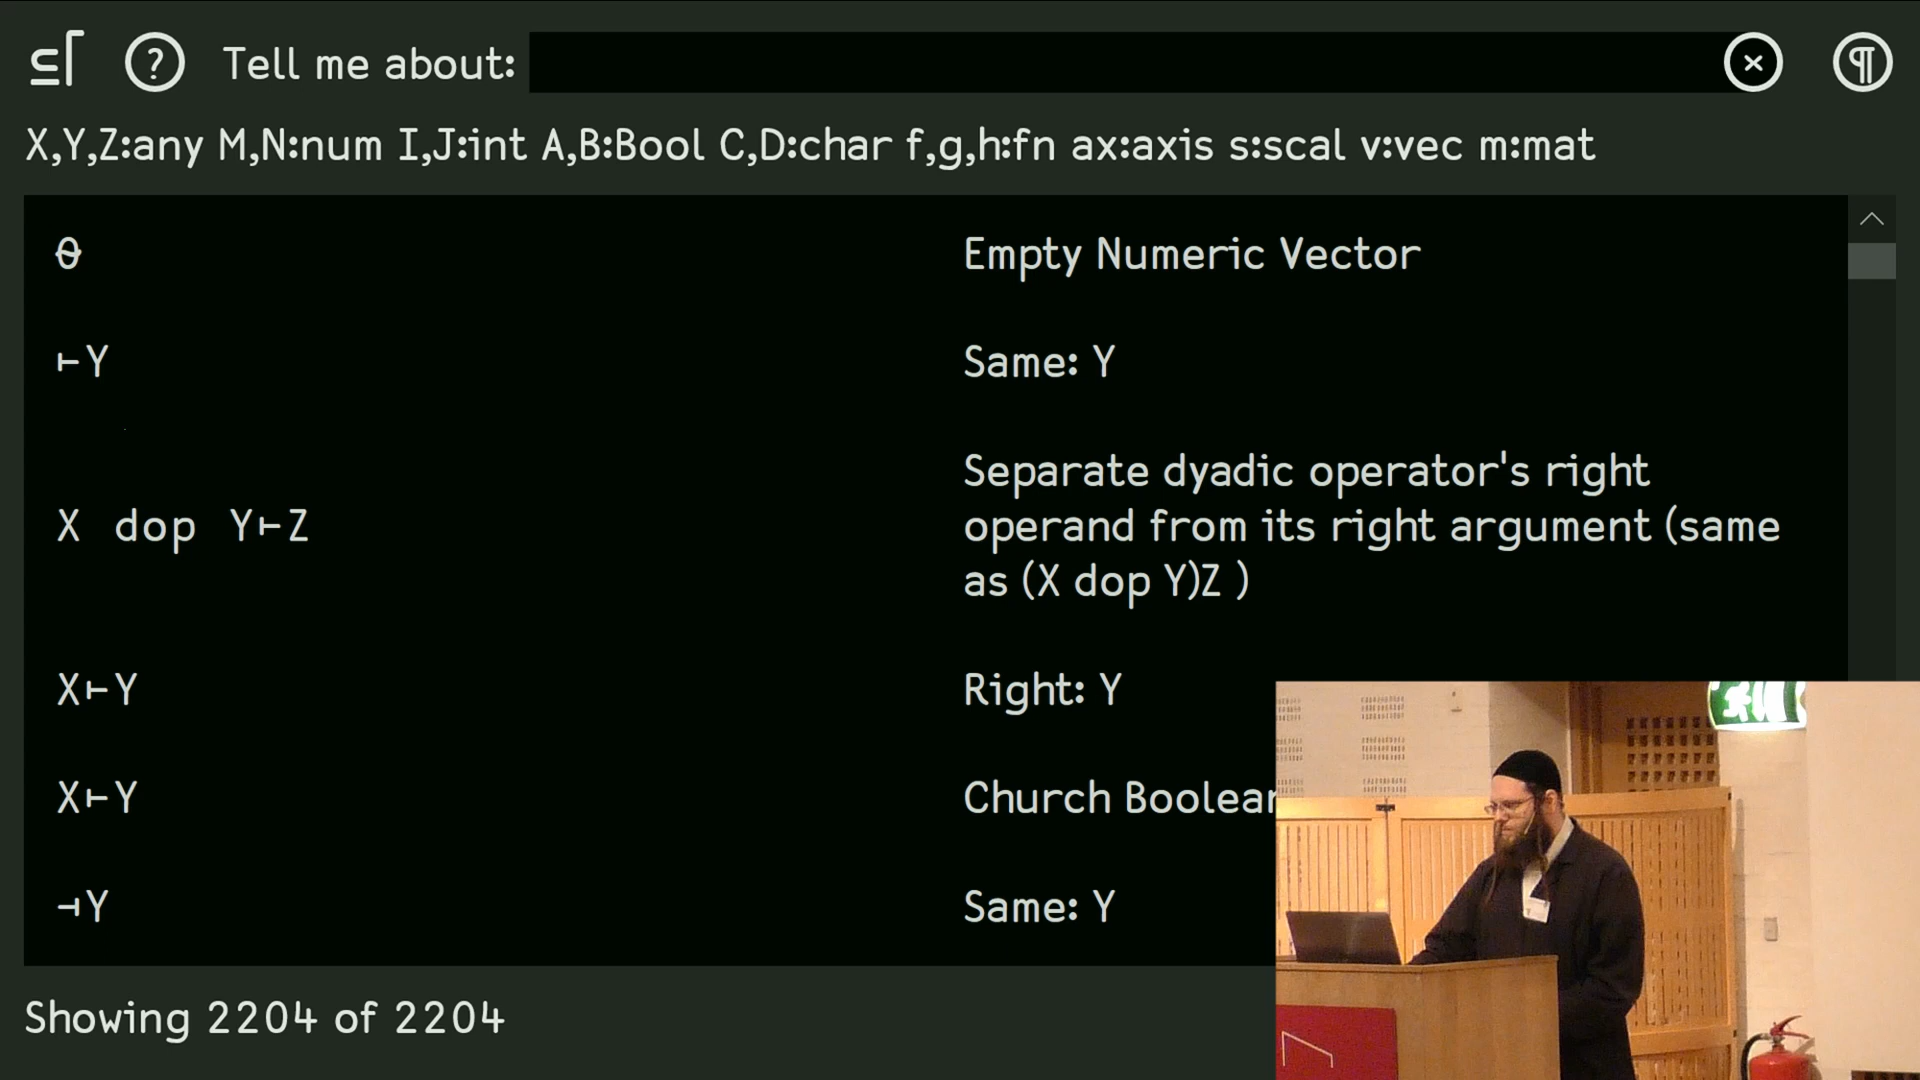 ⊆⌈ ? Tell me about: × ¶
X,Y,Z:any M,N:num I,J:int A,B:Bool C,D:char f,g,h:fn ax:axis s:scal v:vec m:mat
⍬ Empty Numeric Vector
⊢Y Same: Y
Separate dyadic operator's right
X dop Y⊢Z operand from its right argument (same
as (X dop Y)Z )
X⊢Y Right: Y
X⊢Y Church Boolean
⊣Y Same: Y
Showing 2204 of 2204